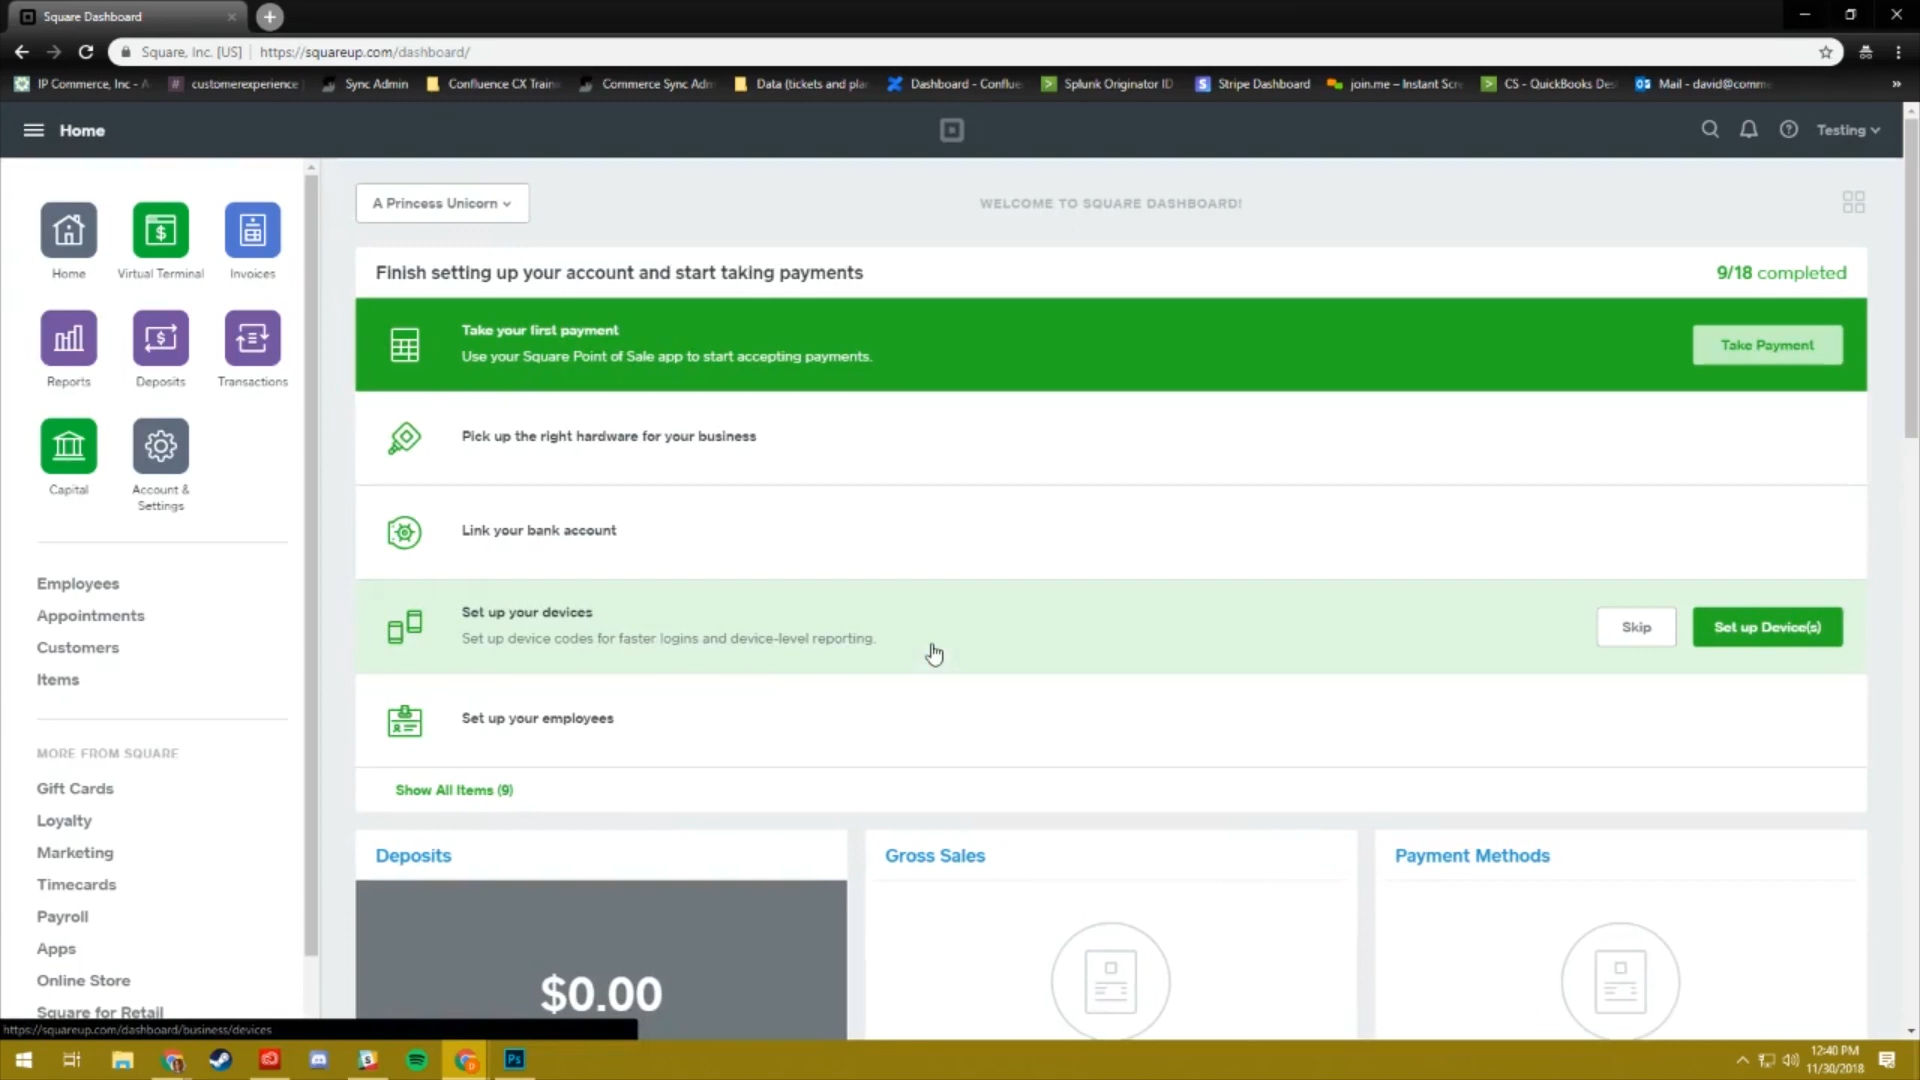 Square Dashboard
Square, Inc. [US] https://squareup.com/dashboard/
IP Commerce, Inc - A
customerexperience
Sync Admin
Confluence CX Train
Commerce Sync Adm
Data (tickets and plan
Dashboard - Conflue
Splunk Originator ID
Stripe Dashboard
join.me – Instant Scr
CS - QuickBooks Des
Mail - david@comm
Home
Testing
A Princess Unicorn
WELCOME TO SQUARE DASHBOARD!
Home
Virtual Terminal
Invoices
Reports
Deposits
Transactions
Capital
Account &
Settings
Employees
Appointments
Customers
Items
MORE FROM SQUARE
Gift Cards
Loyalty
Marketing
Timecards
Payroll
Apps
Online Store
Square for Retail
Finish setting up your account and start taking payments
9/18 completed
Take your first payment
Use your Square Point of Sale app to start accepting payments.
Take Payment
Pick up the right hardware for your business
Link your bank account
Set up your devices
Set up device codes for faster logins and device-level reporting.
Skip
Set up Device(s)
Set up your employees
Show All Items (9)
Deposits
$0.00
Gross Sales
Payment Methods
https://squareup.com/dashboard/business/devices
12:40 PM
11/30/2018